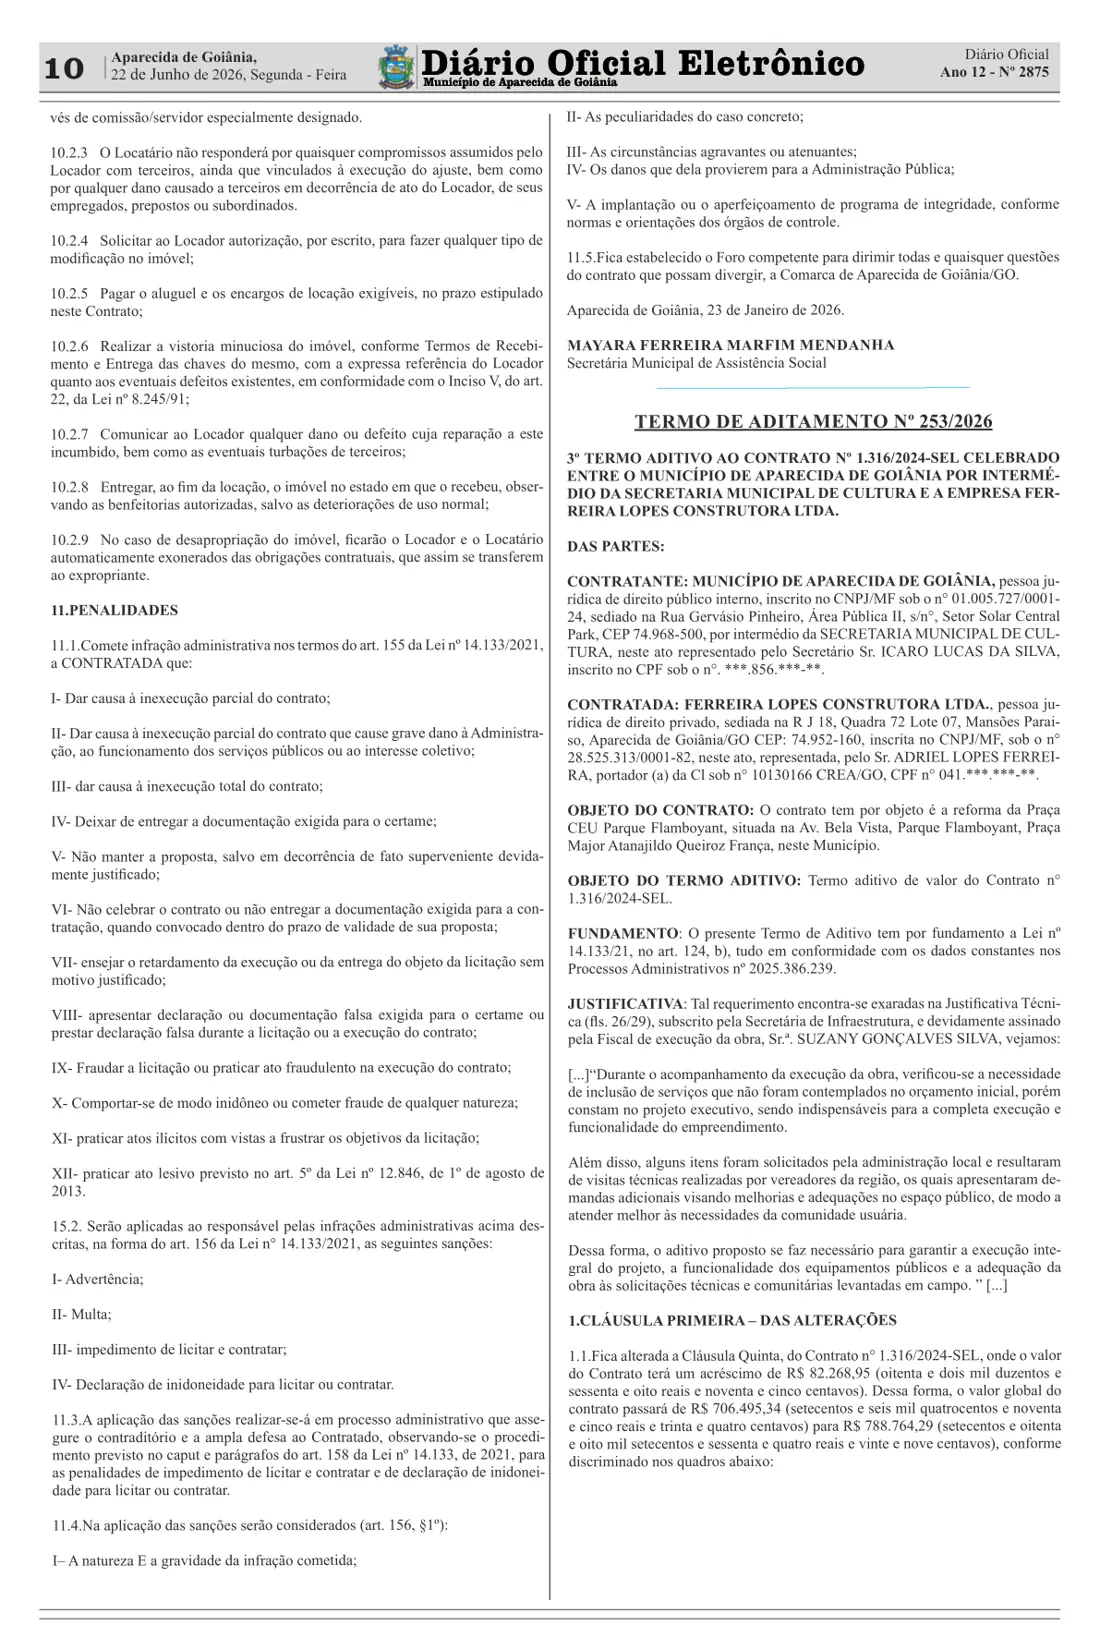 10
Aparecida de Goiânia,
22 de Junho de 2026, Segunda - Feira
Diário Oficial Eletrônico
Município de Aparecida de Goiânia
Diário Oficial
Ano 12 - Nº 2875
vés de comissão/servidor especialmente designado.
10.2.3 O Locatário não responderá por quaisquer compromissos assumidos pelo
Locador com terceiros, ainda que vinculados à execução do ajuste, bem como
por qualquer dano causado a terceiros em decorrência de ato do Locador, de seus
empregados, prepostos ou subordinados.
10.2.4 Solicitar ao Locador autorização, por escrito, para fazer qualquer tipo de
modificação no imóvel;
10.2.5 Pagar o aluguel e os encargos de locação exigíveis, no prazo estipulado
neste Contrato;
10.2.6 Realizar a vistoria minuciosa do imóvel, conforme Termos de Recebi-
mento e Entrega das chaves do mesmo, com a expressa referência do Locador
quanto aos eventuais defeitos existentes, em conformidade com o Inciso V, do art.
22, da Lei nº 8.245/91;
10.2.7 Comunicar ao Locador qualquer dano ou defeito cuja reparação a este
incumbido, bem como as eventuais turbações de terceiros;
10.2.8 Entregar, ao fim da locação, o imóvel no estado em que o recebeu, obser-
vando as benfeitorias autorizadas, salvo as deteriorações de uso normal;
10.2.9 No caso de desapropriação do imóvel, ficarão o Locador e o Locatário
automaticamente exonerados das obrigações contratuais, que assim se transferem
ao expropriante.
11.PENALIDADES
11.1.Comete infração administrativa nos termos do art. 155 da Lei nº 14.133/2021,
a CONTRATADA que:
I- Dar causa à inexecução parcial do contrato;
II- Dar causa à inexecução parcial do contrato que cause grave dano à Administra-
ção, ao funcionamento dos serviços públicos ou ao interesse coletivo;
III- dar causa à inexecução total do contrato;
IV- Deixar de entregar a documentação exigida para o certame;
V- Não manter a proposta, salvo em decorrência de fato superveniente devida-
mente justificado;
VI- Não celebrar o contrato ou não entregar a documentação exigida para a con-
tratação, quando convocado dentro do prazo de validade de sua proposta;
VII- ensejar o retardamento da execução ou da entrega do objeto da licitação sem
motivo justificado;
VIII- apresentar declaração ou documentação falsa exigida para o certame ou
prestar declaração falsa durante a licitação ou a execução do contrato;
IX- Fraudar a licitação ou praticar ato fraudulento na execução do contrato;
X- Comportar-se de modo inidôneo ou cometer fraude de qualquer natureza;
XI- praticar atos ilícitos com vistas a frustrar os objetivos da licitação;
XII- praticar ato lesivo previsto no art. 5º da Lei nº 12.846, de 1º de agosto de
2013.
15.2. Serão aplicadas ao responsável pelas infrações administrativas acima des-
critas, na forma do art. 156 da Lei n° 14.133/2021, as seguintes sanções:
I- Advertência;
II- Multa;
III- impedimento de licitar e contratar;
IV- Declaração de inidoneidade para licitar ou contratar.
11.3.A aplicação das sanções realizar-se-á em processo administrativo que asse-
gure o contraditório e a ampla defesa ao Contratado, observando-se o procedi-
mento previsto no caput e parágrafos do art. 158 da Lei nº 14.133, de 2021, para
as penalidades de impedimento de licitar e contratar e de declaração de inidonei-
dade para licitar ou contratar.
11.4.Na aplicação das sanções serão considerados (art. 156, §1º):
I– A natureza E a gravidade da infração cometida;
II- As peculiaridades do caso concreto;
III- As circunstâncias agravantes ou atenuantes;
IV- Os danos que dela provierem para a Administração Pública;
V- A implantação ou o aperfeiçoamento de programa de integridade, conforme
normas e orientações dos órgãos de controle.
11.5.Fica estabelecido o Foro competente para dirimir todas e quaisquer questões
do contrato que possam divergir, a Comarca de Aparecida de Goiânia/GO.
Aparecida de Goiânia, 23 de Janeiro de 2026.
MAYARA FERREIRA MARFIM MENDANHA
Secretária Municipal de Assistência Social
TERMO DE ADITAMENTO Nº 253/2026
3º TERMO ADITIVO AO CONTRATO Nº 1.316/2024-SEL CELEBRADO
ENTRE O MUNICÍPIO DE APARECIDA DE GOIÂNIA POR INTERMÉ-
DIO DA SECRETARIA MUNICIPAL DE CULTURA E A EMPRESA FER-
REIRA LOPES CONSTRUTORA LTDA.
DAS PARTES:
CONTRATANTE: MUNICÍPIO DE APARECIDA DE GOIÂNIA, pessoa ju-
rídica de direito público interno, inscrito no CNPJ/MF sob o n° 01.005.727/0001-
24, sediado na Rua Gervásio Pinheiro, Área Pública II, s/n°, Setor Solar Central
Park, CEP 74.968-500, por intermédio da SECRETARIA MUNICIPAL DE CUL-
TURA, neste ato representado pelo Secretário Sr. ICARO LUCAS DA SILVA,
inscrito no CPF sob o n°. ***.856.***-**.
CONTRATADA: FERREIRA LOPES CONSTRUTORA LTDA., pessoa ju-
rídica de direito privado, sediada na R J 18, Quadra 72 Lote 07, Mansões Parai-
so, Aparecida de Goiânia/GO CEP: 74.952-160, inscrita no CNPJ/MF, sob o n°
28.525.313/0001-82, neste ato, representada, pelo Sr. ADRIEL LOPES FERREI-
RA, portador (a) da CI sob n° 10130166 CREA/GO, CPF n° 041.***.***-**.
OBJETO DO CONTRATO: O contrato tem por objeto é a reforma da Praça
CEU Parque Flamboyant, situada na Av. Bela Vista, Parque Flamboyant, Praça
Major Atanajildo Queiroz França, neste Município.
OBJETO DO TERMO ADITIVO: Termo aditivo de valor do Contrato n°
1.316/2024-SEL.
FUNDAMENTO: O presente Termo de Aditivo tem por fundamento a Lei nº
14.133/21, no art. 124, b), tudo em conformidade com os dados constantes nos
Processos Administrativos nº 2025.386.239.
JUSTIFICATIVA: Tal requerimento encontra-se exaradas na Justificativa Técni-
ca (fls. 26/29), subscrito pela Secretária de Infraestrutura, e devidamente assinado
pela Fiscal de execução da obra, Sr.ª. SUZANY GONÇALVES SILVA, vejamos:
[...]“Durante o acompanhamento da execução da obra, verificou-se a necessidade
de inclusão de serviços que não foram contemplados no orçamento inicial, porém
constam no projeto executivo, sendo indispensáveis para a completa execução e
funcionalidade do empreendimento.
Além disso, alguns itens foram solicitados pela administração local e resultaram
de visitas técnicas realizadas por vereadores da região, os quais apresentaram de-
mandas adicionais visando melhorias e adequações no espaço público, de modo a
atender melhor às necessidades da comunidade usuária.
Dessa forma, o aditivo proposto se faz necessário para garantir a execução inte-
gral do projeto, a funcionalidade dos equipamentos públicos e a adequação da
obra às solicitações técnicas e comunitárias levantadas em campo. ” [...]
1.CLÁUSULA PRIMEIRA – DAS ALTERAÇÕES
1.1.Fica alterada a Cláusula Quinta, do Contrato n° 1.316/2024-SEL, onde o valor
do Contrato terá um acréscimo de R$ 82.268,95 (oitenta e dois mil duzentos e
sessenta e oito reais e noventa e cinco centavos). Dessa forma, o valor global do
contrato passará de R$ 706.495,34 (setecentos e seis mil quatrocentos e noventa
e cinco reais e trinta e quatro centavos) para R$ 788.764,29 (setecentos e oitenta
e oito mil setecentos e sessenta e quatro reais e vinte e nove centavos), conforme
discriminado nos quadros abaixo: